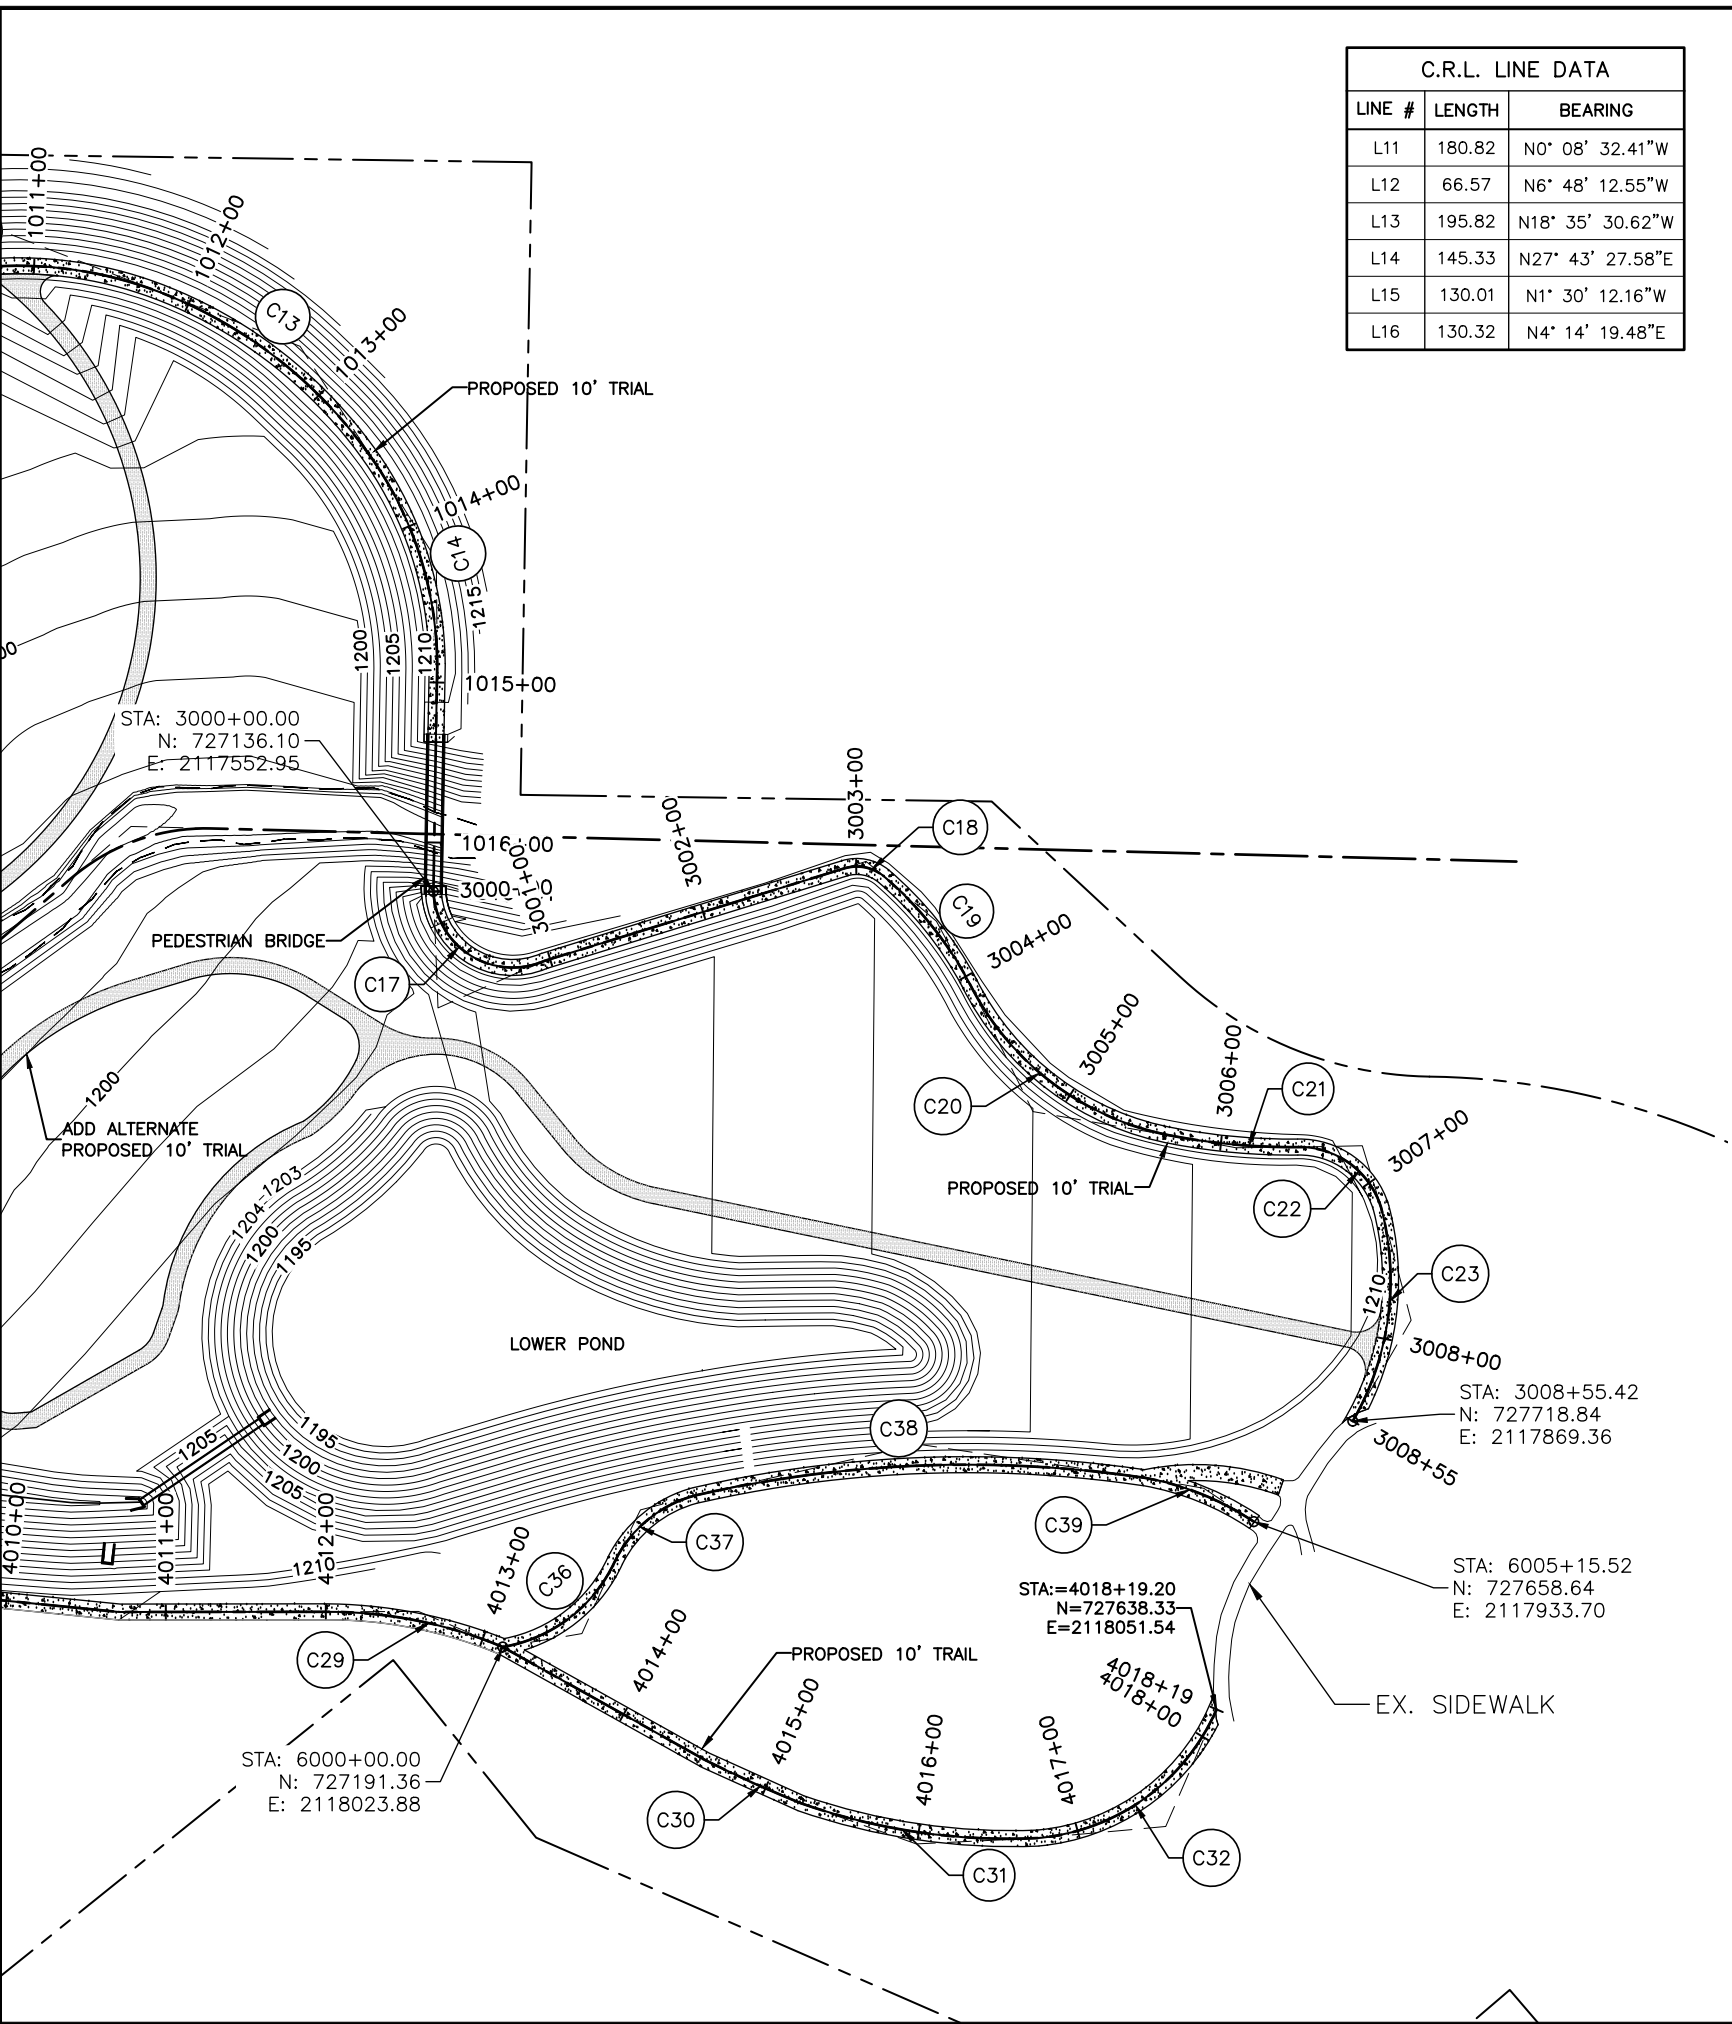 C.R.L. LINE DATA
LINE # LENGTH BEARING
L11 180.82 N0° 08' 32.41"W
L12 66.57 N6° 48' 12.55"W
L13 195.82 N18° 35' 30.62"W
L14 145.33 N27° 43' 27.58"E
L15 130.01 N1° 30' 12.16"W
L16 130.32 N4° 14' 19.48"E
1011+00
1012+00
C13
1013+00
PROPOSED 10' TRIAL
1014+00
C14
1215
1200
1205
1210
1015+00
STA: 3000+00.00
N: 727136.10
E: 2117552.95
3003+00
3002+00
C18
1016+00
3001+00
C19
3004+00
PEDESTRIAN BRIDGE
C17
3005+00
3006+00
C20
C21
1200
ADD ALTERNATE
PROPOSED 10' TRIAL
3007+00
1203
1204
1200
1195
PROPOSED 10' TRIAL
C22
C23
1210
LOWER POND
3008+00
STA: 3008+55.42
N: 727718.84
E: 2117869.36
3008+55
C38
1195
1205
1200
1205
4010+00
4011+00
4012+00
C39
C37
4013+00
C36
1210
STA: 6005+15.52
N: 727658.64
E: 2117933.70
STA:=4018+19.20
N=727638.33
E=2118051.54
C29
4014+00
PROPOSED 10' TRAIL
4018+19
4018+00
4015+00
EX. SIDEWALK
4016+00
4017+00
STA: 6000+00.00
N: 727191.36
E: 2118023.88
C30
C31
C32